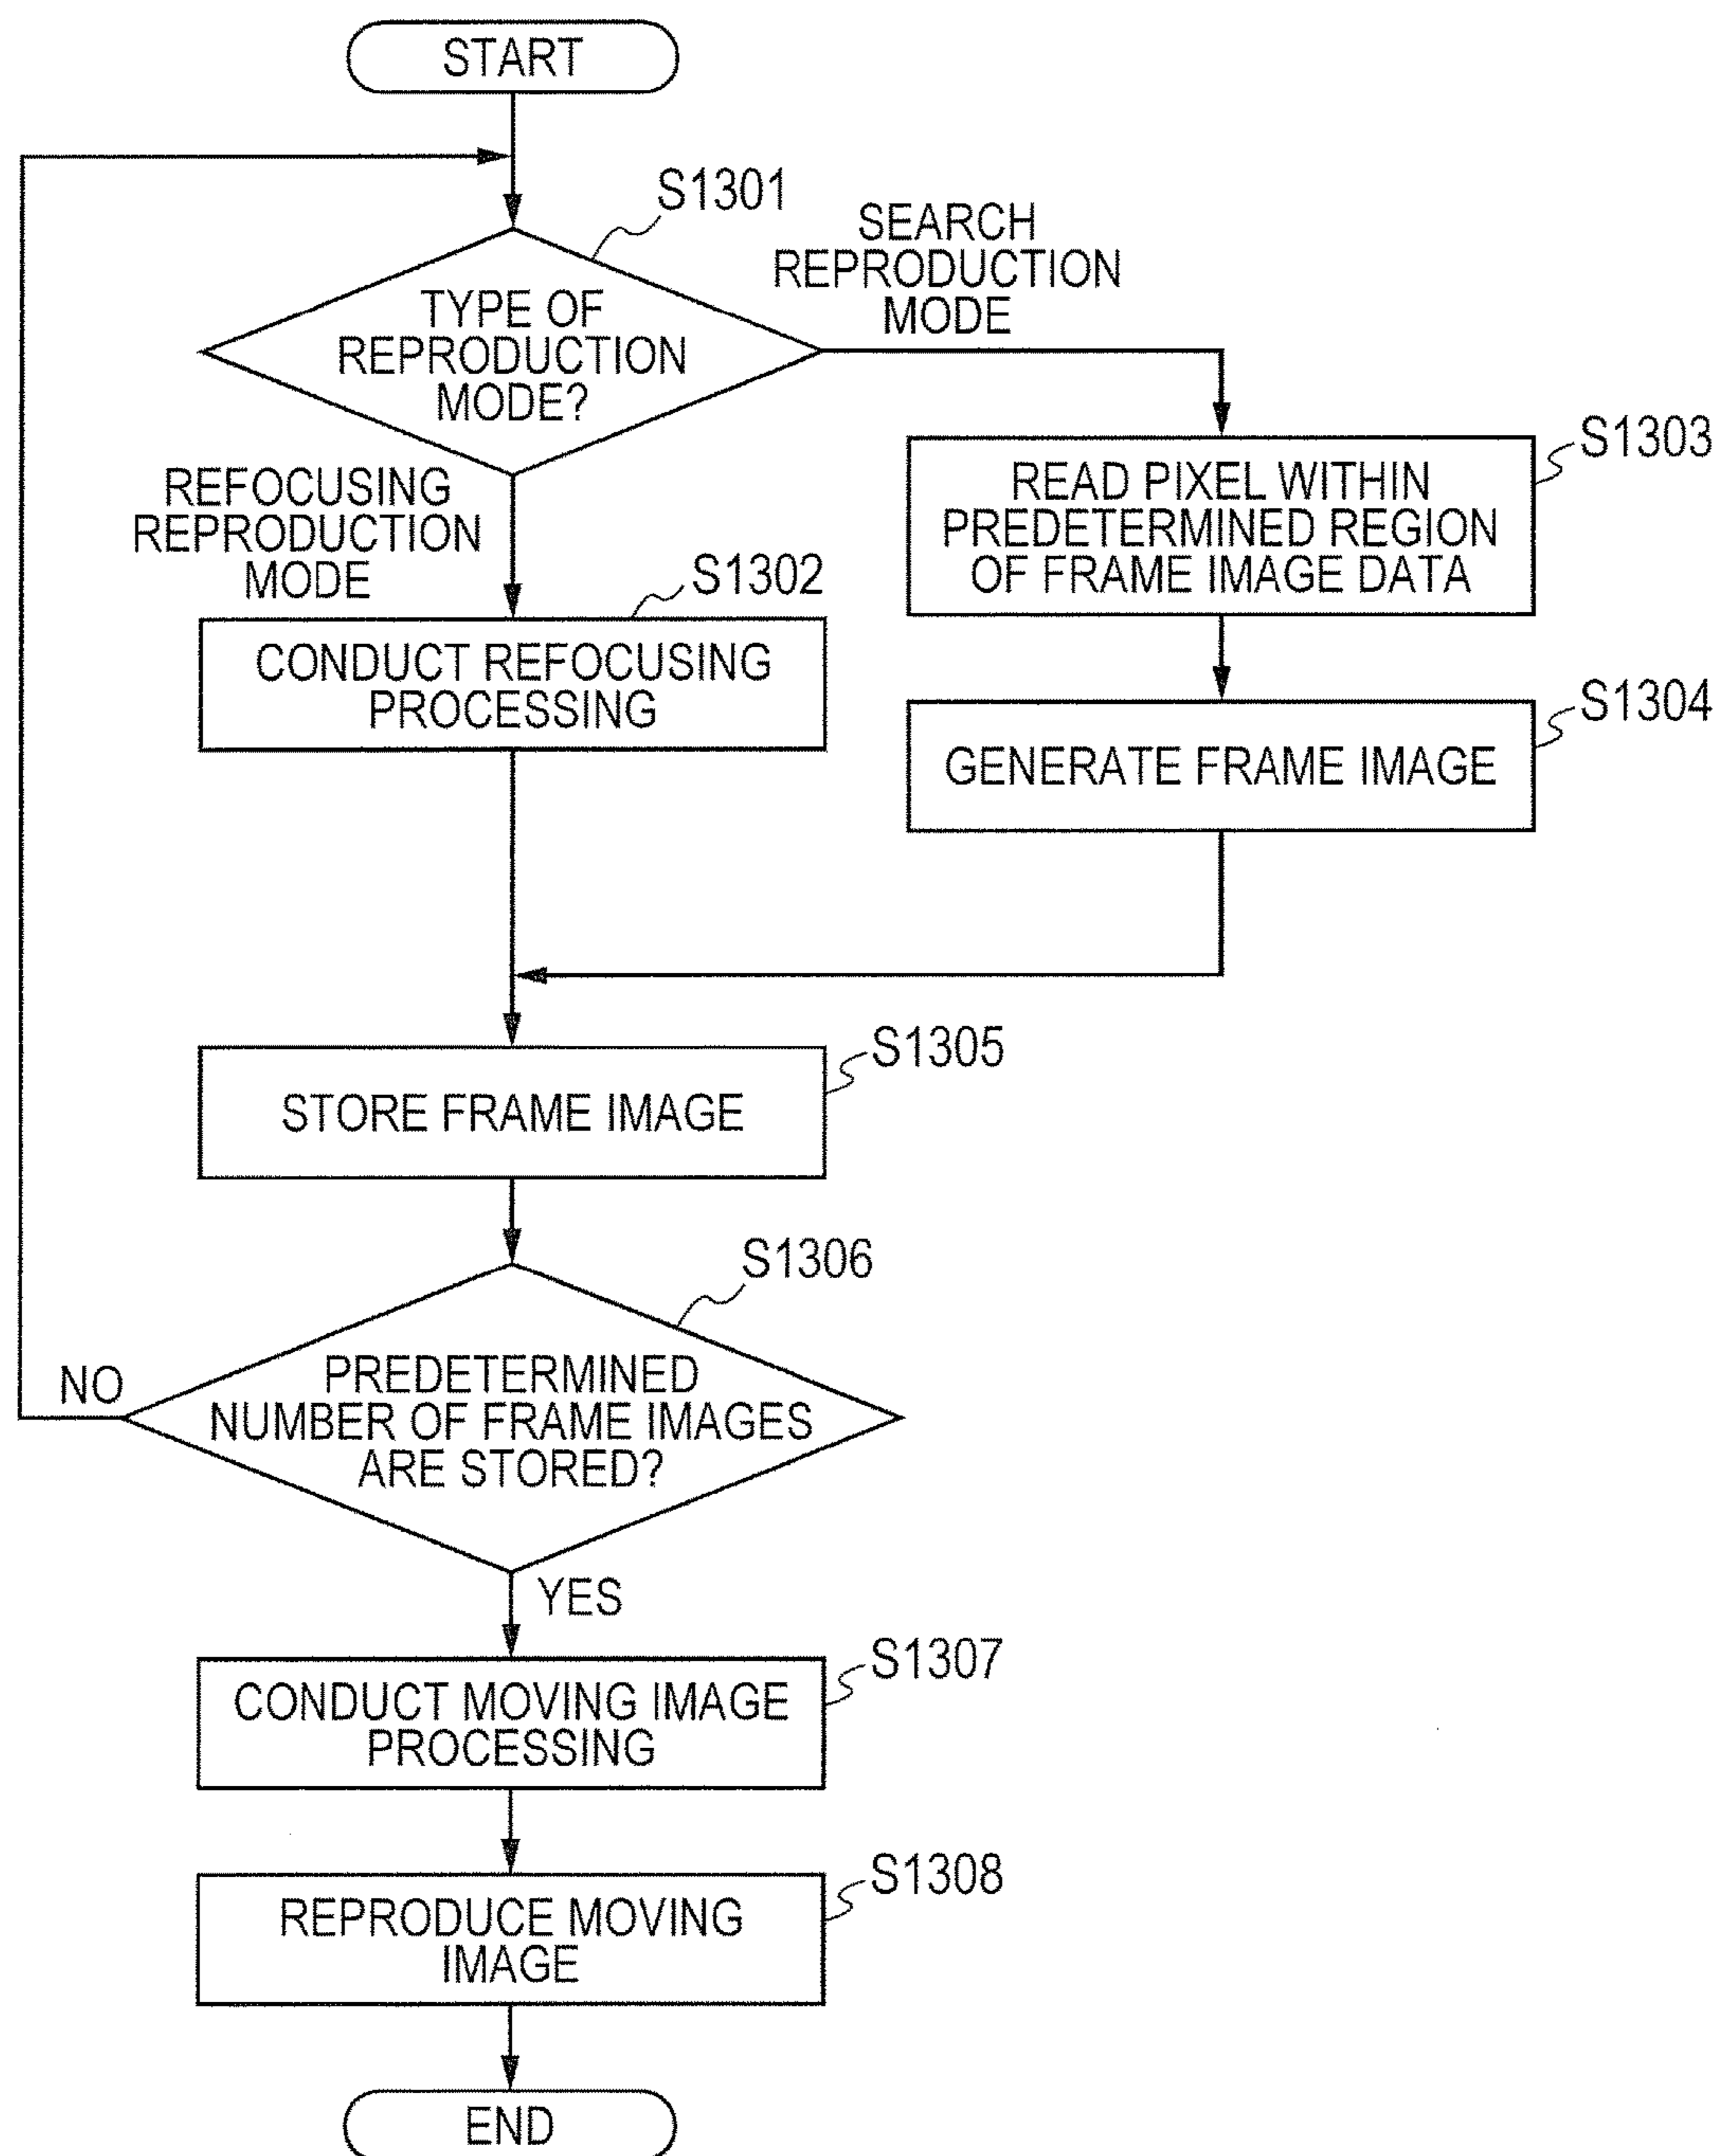 START
S1301
TYPE OF
REPRODUCTION
MODE?
SEARCH
REPRODUCTION
MODE
REFOCUSING
REPRODUCTION
MODE
S1302
CONDUCT REFOCUSING
PROCESSING
S1303
READ PIXEL WITHIN
PREDETERMINED REGION
OF FRAME IMAGE DATA
S1304
GENERATE FRAME IMAGE
S1305
STORE FRAME IMAGE
S1306
PREDETERMINED
NUMBER OF FRAME IMAGES
ARE STORED?
NO
YES
S1307
CONDUCT MOVING IMAGE
PROCESSING
S1308
REPRODUCE MOVING
IMAGE
END